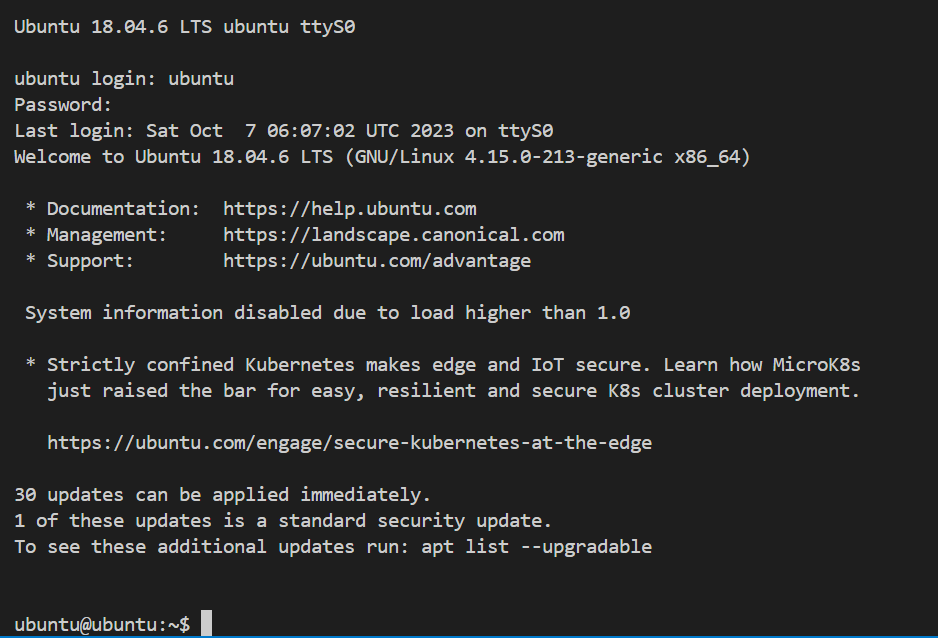 Ubuntu 18.04.6 LTS ubuntu ttyS0
ubuntu login: ubuntu
Password:
Last login: Sat Oct  7 06:07:02 UTC 2023 on ttyS0
Welcome to Ubuntu 18.04.6 LTS (GNU/Linux 4.15.0-213-generic x86_64)
 * Documentation:  https://help.ubuntu.com
 * Management:     https://landscape.canonical.com
 * Support:        https://ubuntu.com/advantage
 System information disabled due to load higher than 1.0
 * Strictly confined Kubernetes makes edge and IoT secure. Learn how MicroK8s
   just raised the bar for easy, resilient and secure K8s cluster deployment.
   https://ubuntu.com/engage/secure-kubernetes-at-the-edge
30 updates can be applied immediately.
1 of these updates is a standard security update.
To see these additional updates run: apt list --upgradable
ubuntu@ubuntu:~$